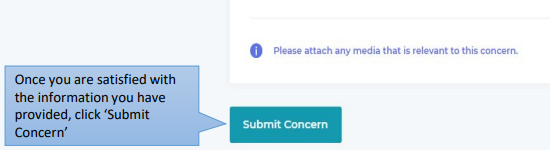 Please attach any media that is relevant to this concern.
Once you are satisfied with
the information you have
provided, click ‘Submit
Concern’
Submit Concern